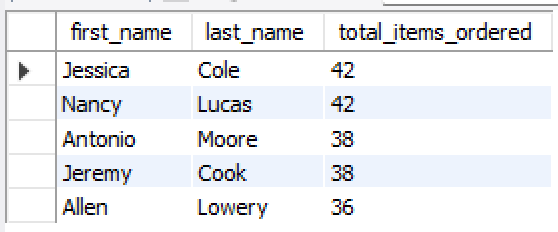 first_name last_name total_items_ordered
Jessica Cole 42
Nancy Lucas 42
Antonio Moore 38
Jeremy Cook 38
Allen Lowery 36